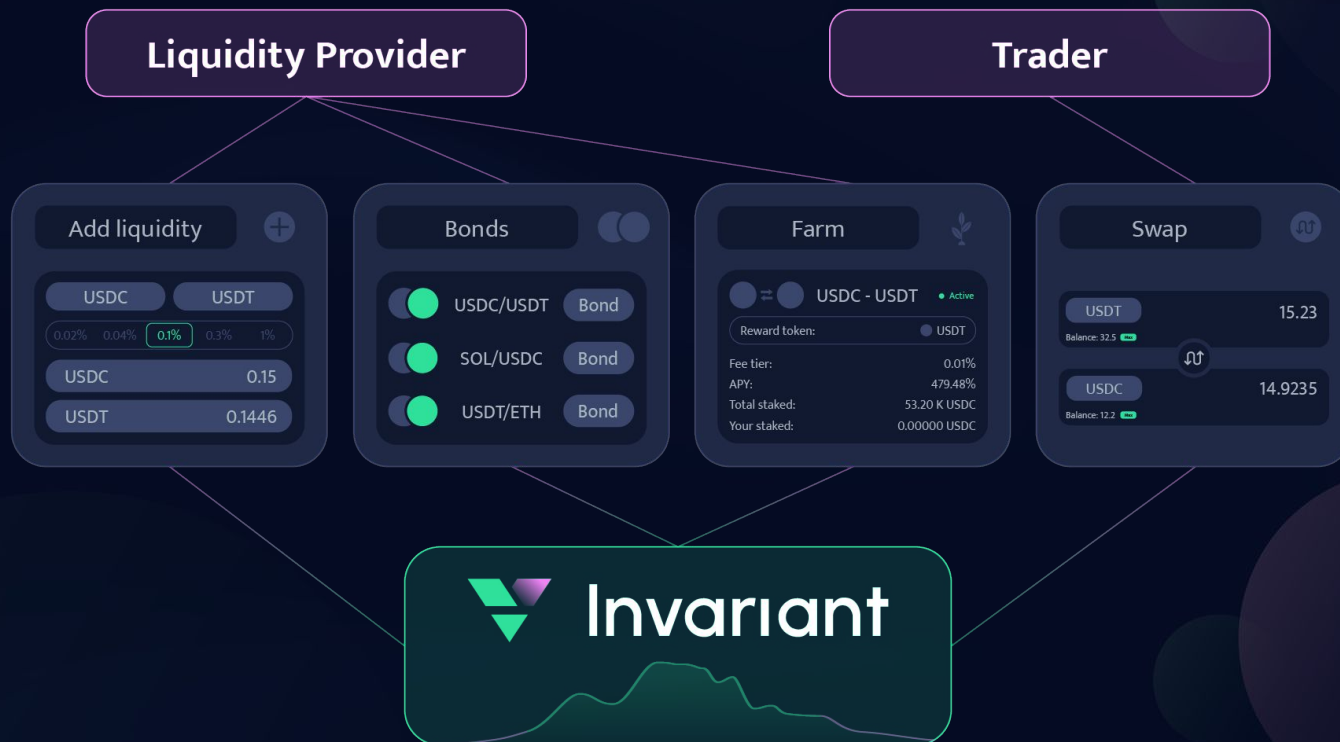 Liquidity Provider
Trader
Add liquidity
USDC USDT
0.02% 0.04% 0.1% 0.3% 1%
USDC 0.15
USDT 0.1446
Bonds
USDC/USDT Bond
SOL/USDC Bond
USDT/ETH Bond
Farm
USDC - USDT Active
Reward token: USDT
Fee tier: 0.01%
APY: 479.48%
Total staked: 53.20 K USDC
Your staked: 0.00000 USDC
Swap
USDT 15.23
Balance: 32.5 Max
USDC 14.9235
Balance: 12.2 Max
Invarıant